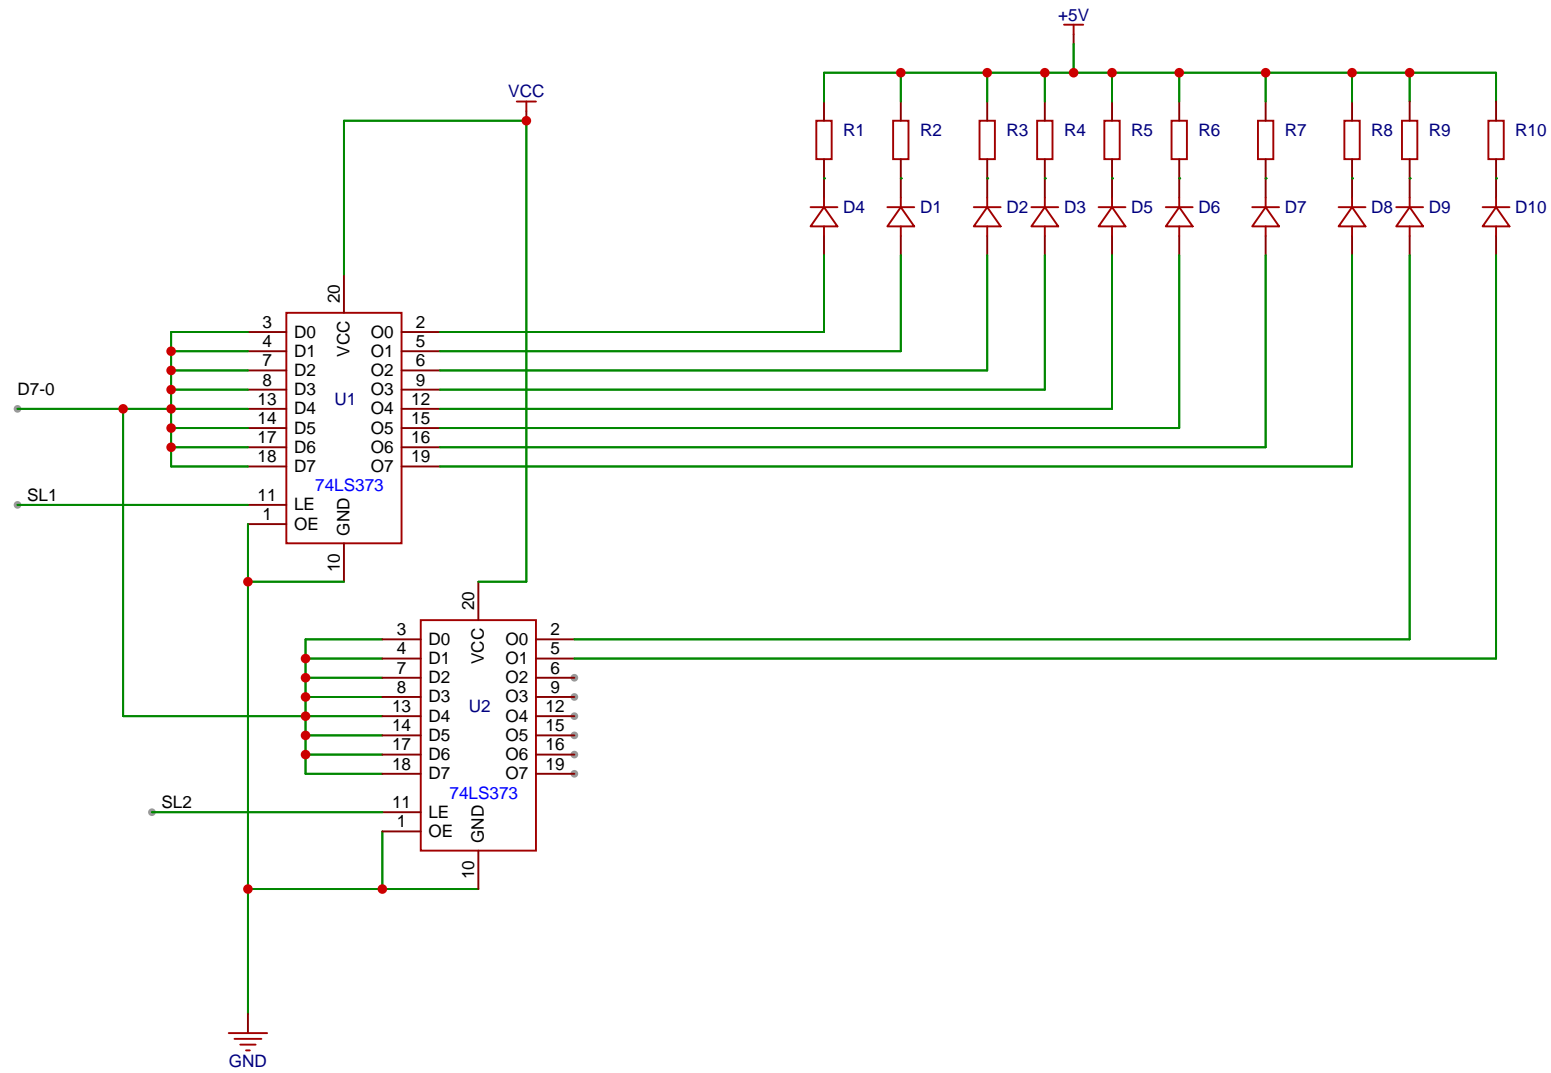 +5V
VCC
R1 R2 R3 R4 R5 R6 R7 R8 R9 R10
D4 D1 D2 D3 D5 D6 D7 D8 D9 D10
20
VCC
3 D0 O0 2
4 D1 O1 5
7 D2 O2 6
8 D3 O3 9
D7-0
U1
13 D4 O4 12
14 D5 O5 15
17 D6 O6 16
18 D7 O7 19
74LS373
SL1
11 LE
1 OE
GND
10
20
VCC
3 D0 O0 2
4 D1 O1 5
7 D2 O2 6
8 D3 O3 9
U2
13 D4 O4 12
14 D5 O5 15
17 D6 O6 16
18 D7 O7 19
74LS373
SL2
11 LE
1 OE
GND
10
GND